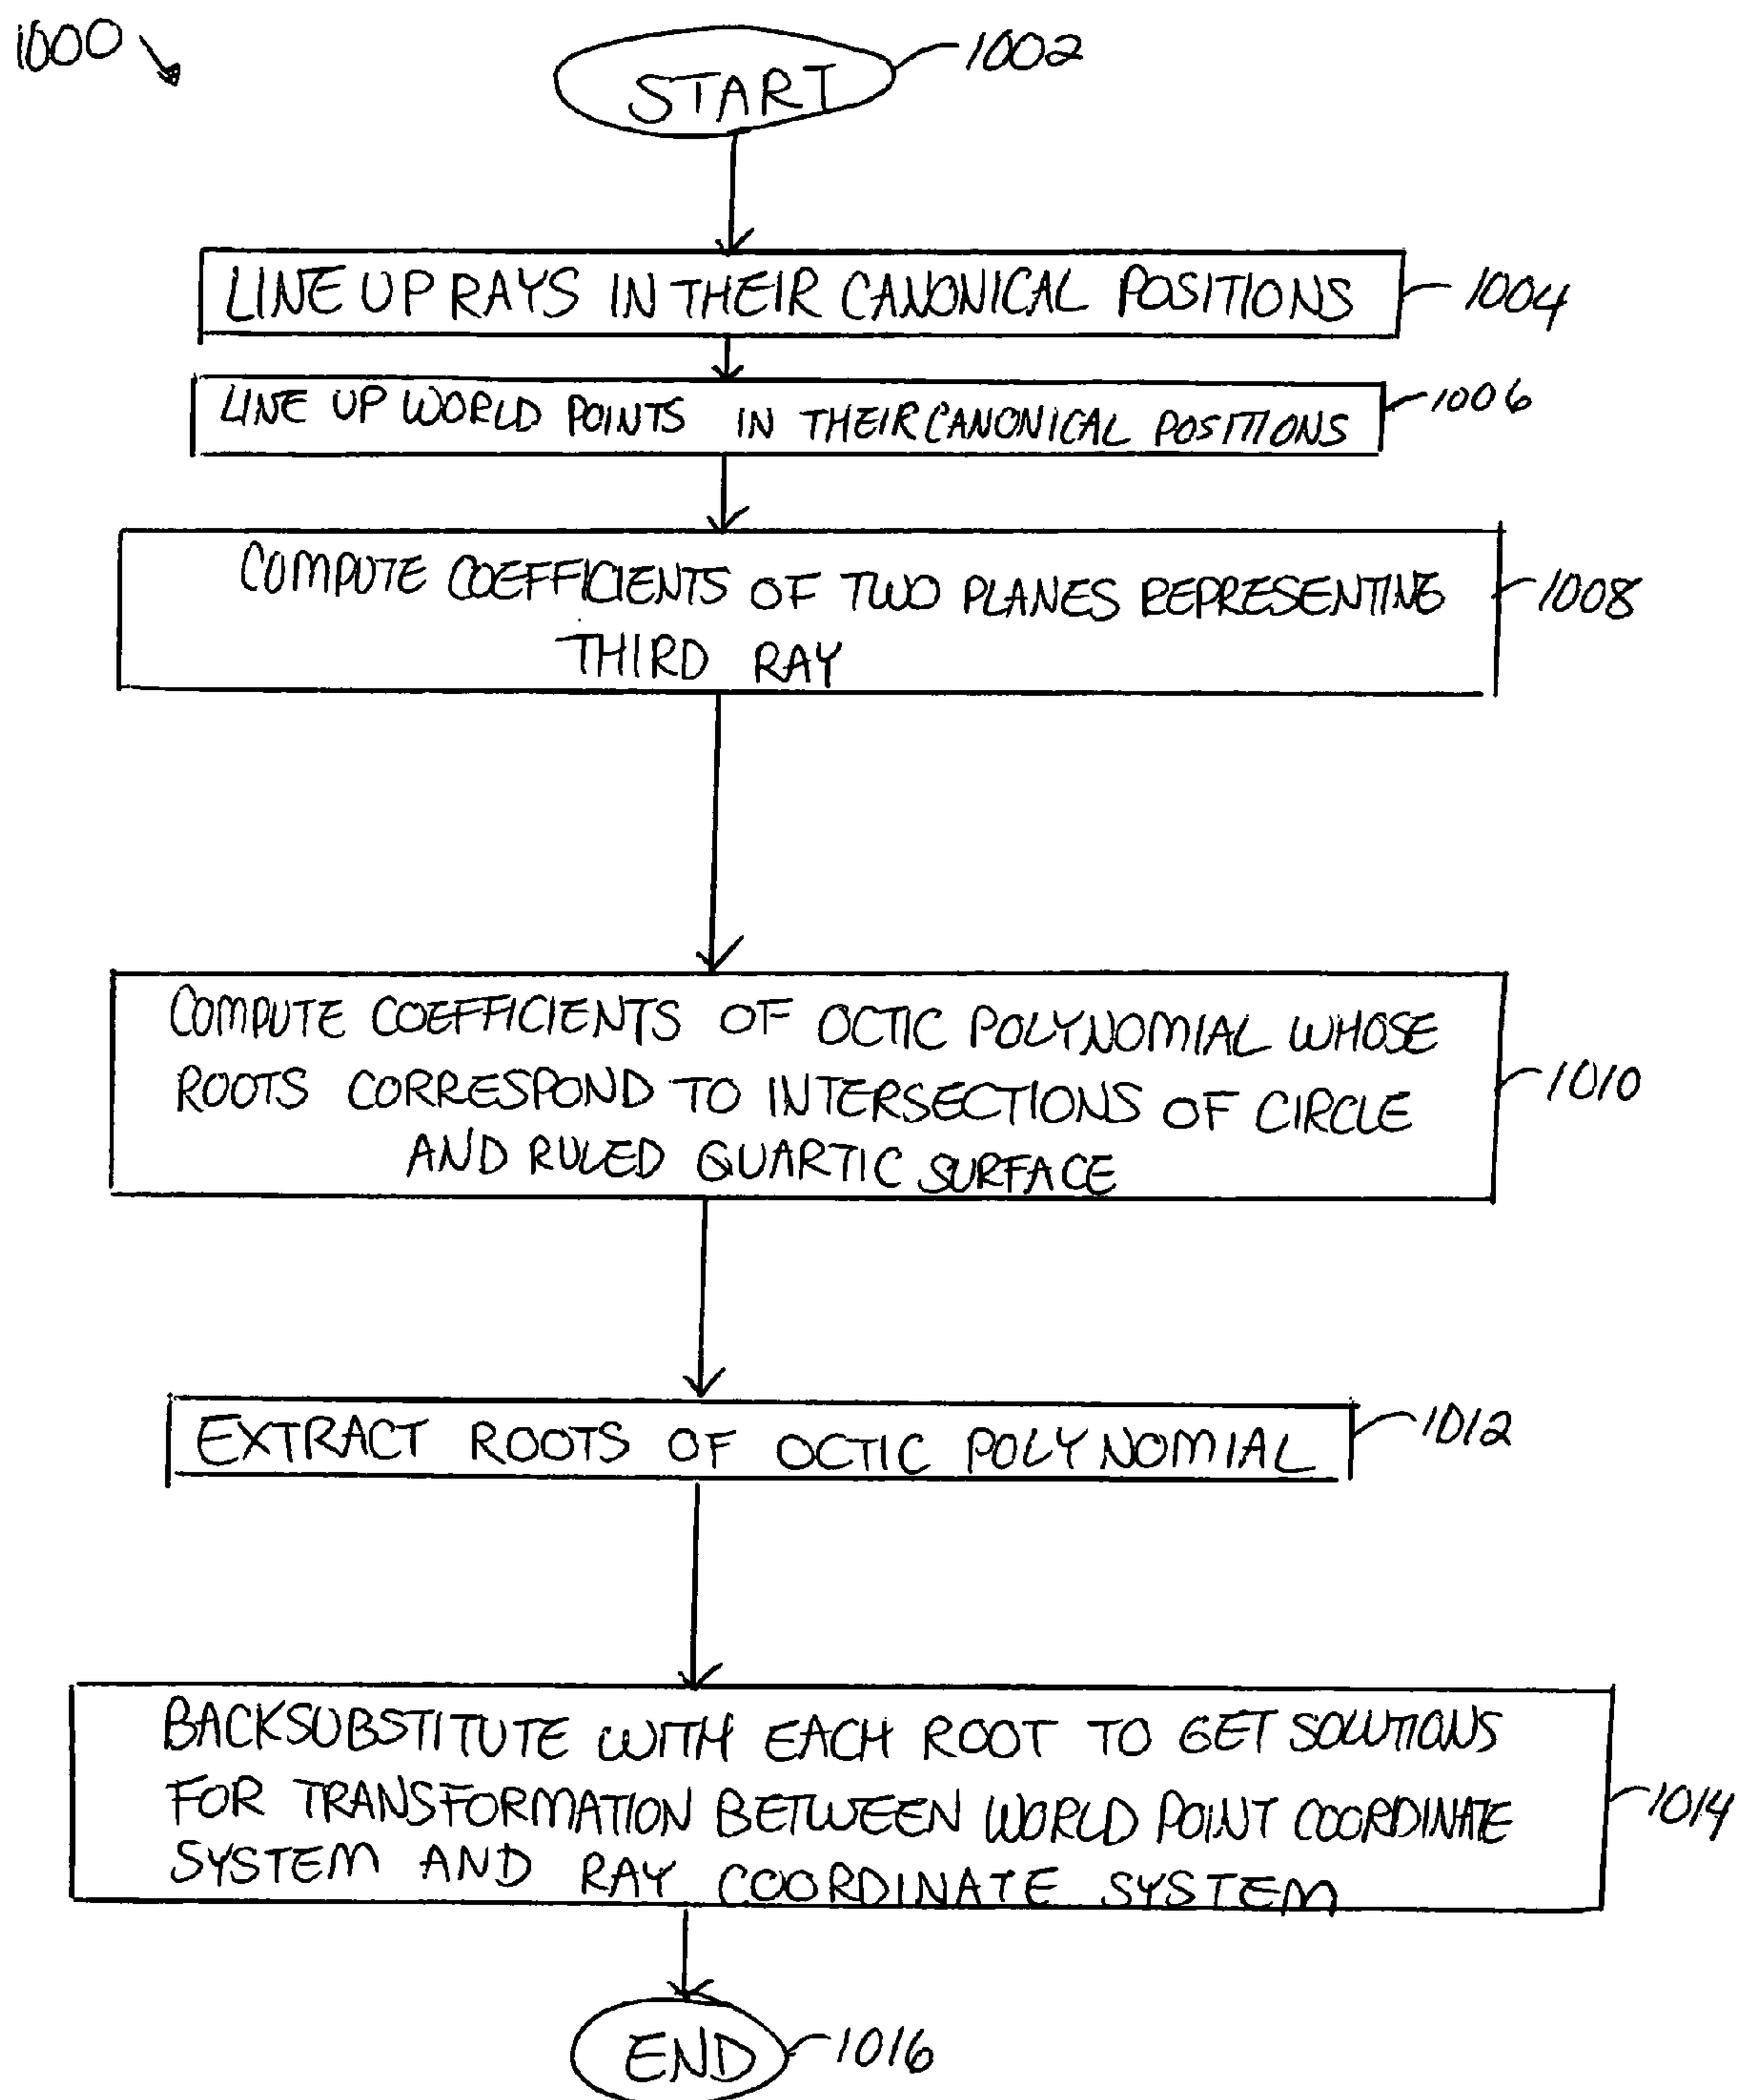 1000
START
1002
LINE UP RAYS IN THEIR CANONICAL POSITIONS
1004
LINE UP WORLD POINTS IN THEIR CANONICAL POSITIONS
1006
COMPUTE COEFFICIENTS OF TWO PLANES REPRESENTING
THIRD RAY
1008
COMPUTE COEFFICIENTS OF OCTIC POLYNOMIAL WHOSE
ROOTS CORRESPOND TO INTERSECTIONS OF CIRCLE
AND RULED QUARTIC SURFACE
1010
EXTRACT ROOTS OF OCTIC POLYNOMIAL
1012
BACKSUBSTITUTE WITH EACH ROOT TO GET SOLUTIONS
FOR TRANSFORMATION BETWEEN WORLD POINT COORDINATE
SYSTEM AND RAY COORDINATE SYSTEM
1014
END
1016